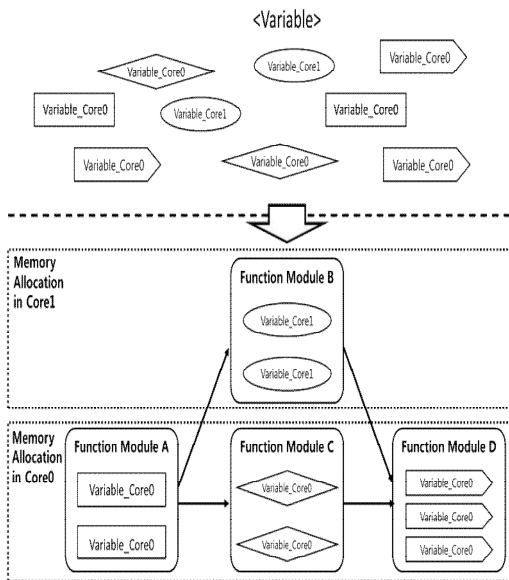 <Variable>
Variable_Core0
Variable_Core1
Variable_Core0
Variable_Core0
Variable_Core1
Variable_Core0
Variable_Core0
Variable_Core0
Variable_Core0
Memory
Allocation
in Core1
Function Module B
Variable_Core1
Variable_Core1
Memory
Allocation
in Core0
Function Module A
Variable_Core0
Variable_Core0
Function Module C
Variable_Core0
Variable_Core0
Function Module D
Variable_Core0
Variable_Core0
Variable_Core0